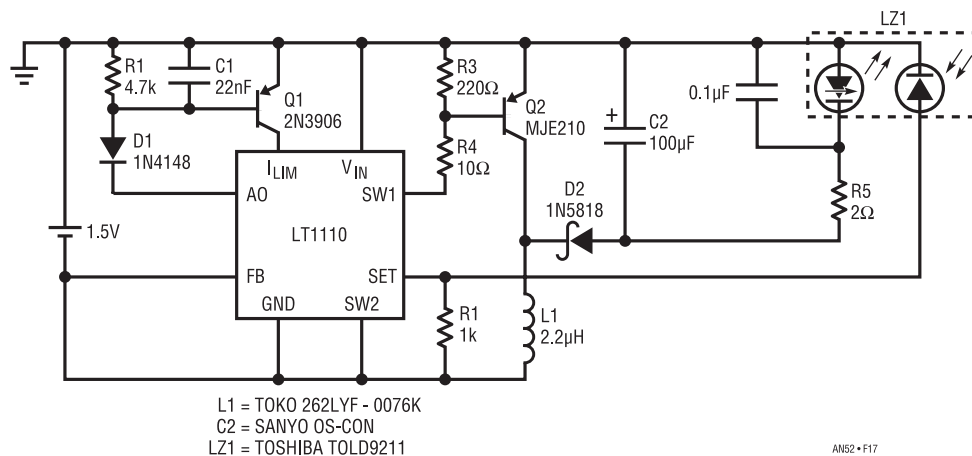 LZ1
R1
4.7k
C1
22nF
Q1
2N3906
R3
220Ω
Q2
MJE210
0.1µF
+
C2
100µF
D1
1N4148
R4
10Ω
ILIM
VIN
AO
SW1
D2
1N5818
R5
2Ω
1.5V
LT1110
FB
SET
GND
SW2
R1
1k
L1
2.2µH
L1 = TOKO 262LYF - 0076K
C2 = SANYO OS-CON
LZ1 = TOSHIBA TOLD9211
AN52 • F17